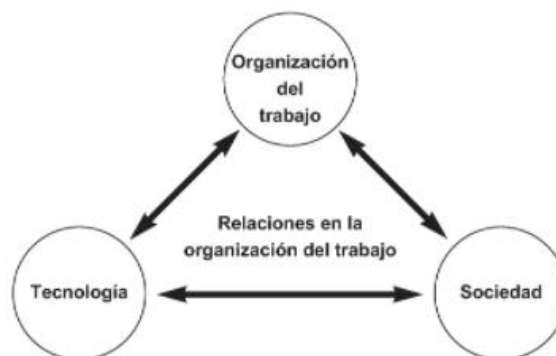 Organización
del
trabajo
Relaciones en la
organización del trabajo
Tecnología
Sociedad